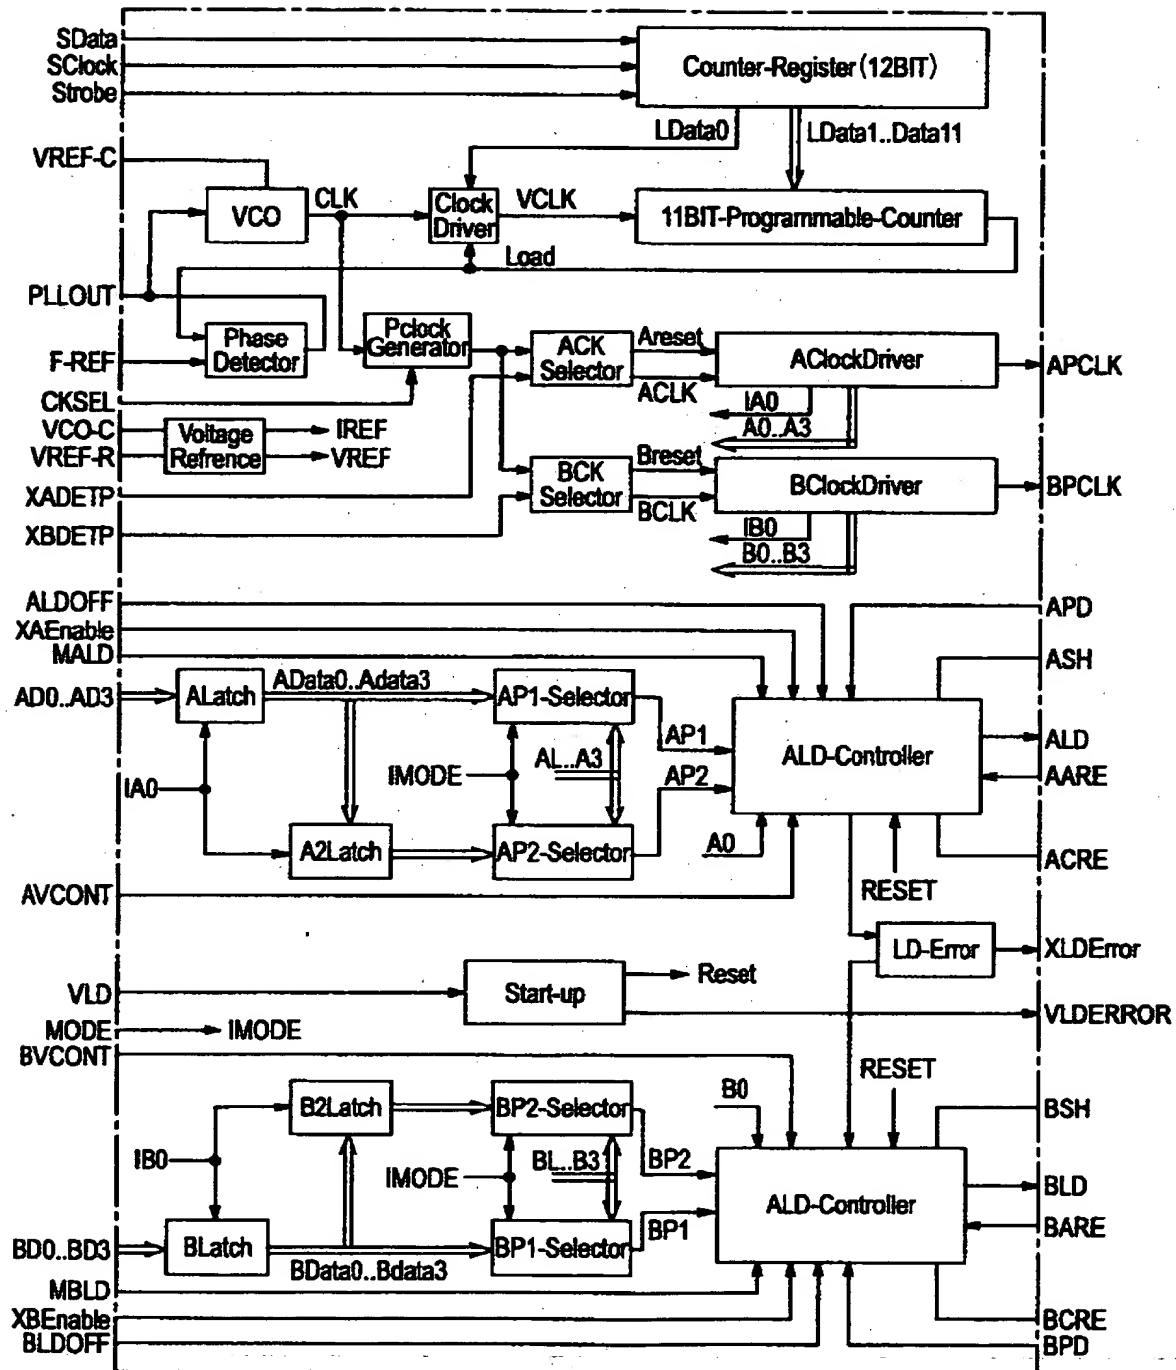 SData
SClock
Strobe
Counter-Register(12BIT)
LData0
LData1..Data11
VREF-C
VCO
CLK
Clock
Driver
VCLK
11BIT-Programmable-Counter
Load
PLLOUT
F-REF
Phase
Detector
Pclock
Generator
ACK
Selector
Areset
ACLK
AClockDriver
APCLK
IA0
A0..A3
CKSEL
VCO-C
VREF-R
Voltage
Refrence
IREF
VREF
BCK
Selector
Breset
BCLK
BClockDriver
BPCLK
IB0
B0..B3
XADETP
XBDETP
ALDOFF
XAEnable
MALD
APD
ASH
AD0..AD3
ALatch
AData0..Adata3
AP1-Selector
AP1
ALD-Controller
ALD
AARE
IMODE
AL..A3
AP2
IA0
A2Latch
AP2-Selector
A0
RESET
ACRE
AVCONT
LD-Error
XLDError
VLD
Start-up
Reset
VLDERROR
MODE
IMODE
BVCONT
RESET
B2Latch
BP2-Selector
B0
BSH
IB0
IMODE
BL..B3
BP2
ALD-Controller
BLD
BARE
BD0..BD3
BLatch
BData0..Bdata3
BP1-Selector
BP1
MBLD
XBEnable
BLDOFF
BCRE
BPD